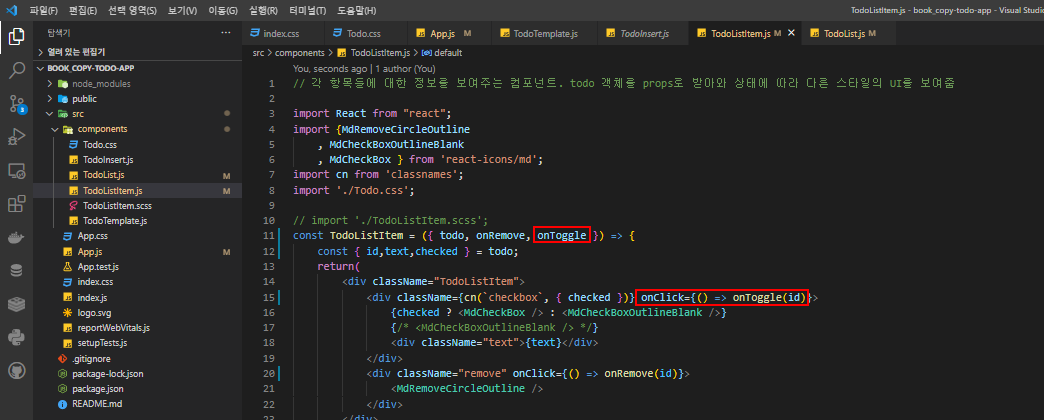 파일(F) 편집(E) 선택 영역(S) 보기(V) 이동(G) 실행(R) 터미널(T) 도움말(H)
TodoListItem.js - book_copy-todo-app - Visual Studio
탐색기 ···
index.css Todo.css App.js M TodoTemplate.js TodoInsert.js TodoListItem.js M TodoList.js M
src > components > TodoListItem.js > default
열려 있는 편집기
BOOK_COPY-TODO-APP
node_modules
public
src
components
Todo.css
TodoInsert.js
TodoList.js M
TodoListItem.js M
TodoListItem.scss
TodoTemplate.js
App.css
App.js M
App.test.js
index.css
index.js
logo.svg
reportWebVitals.js
setupTests.js
.gitignore
package-lock.json
package.json
README.md
3
You, seconds ago | 1 author (You)
1 // 각 항목들에 대한 정보를 보여주는 컴포넌트. todo 객체를 props로 받아와 상태에 따라 다른 스타일의 UI를 보여줌
2
3 import React from "react";
4 import {MdRemoveCircleOutline
5 , MdCheckBoxOutlineBlank
6 , MdCheckBox } from 'react-icons/md';
7 import cn from 'classnames';
8 import './Todo.css';
9
10 // import './TodoListItem.scss';
11 const TodoListItem = ({ todo, onRemove, onToggle }) => {
12 const { id,text,checked } = todo;
13 return(
14 <div className="TodoListItem">
15 <div className={cn(`checkbox`, { checked })} onClick={() => onToggle(id)}>
16 {checked ? <MdCheckBox /> : <MdCheckBoxOutlineBlank />}
17 {/* <MdCheckBoxOutlineBlank /> */}
18 <div className="text">{text}</div>
19 </div>
20 <div className="remove" onClick={() => onRemove(id)}>
21 <MdRemoveCircleOutline />
22 </div>
23 </div>